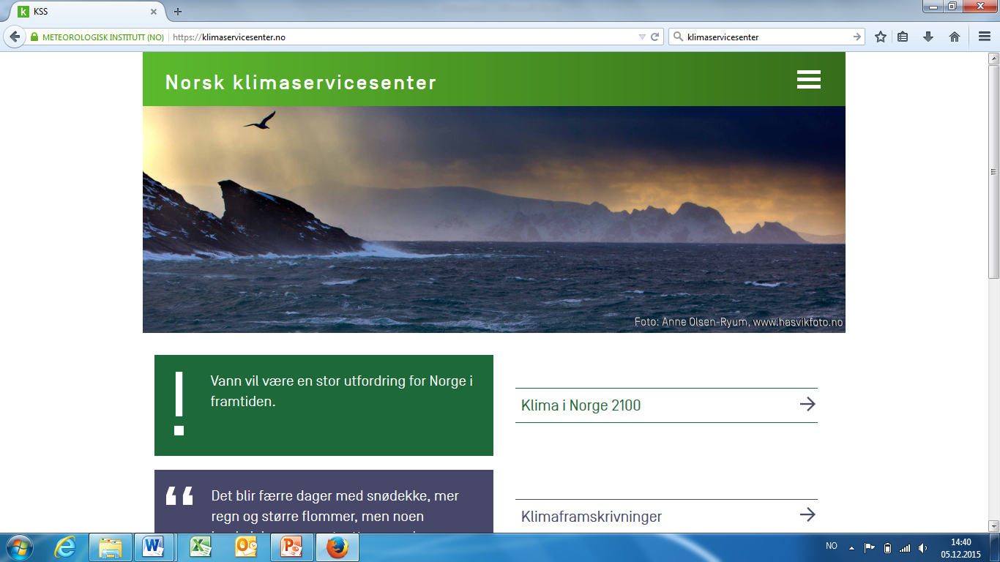 KSS
METEOROLOGISK INSTITUTT (NO)
https://klimaservicesenter.no
klimaservicesenter
Norsk klimaservicesenter
Foto: Anne Olsen-Ryum, www.hasvikfoto.no
Vann vil være en stor utfordring for Norge i
framtiden.
Klima i Norge 2100
Det blir færre dager med snødekke, mer
regn og større flommer, men noen
Klimaframskrivninger
NO
14:40
05.12.2015